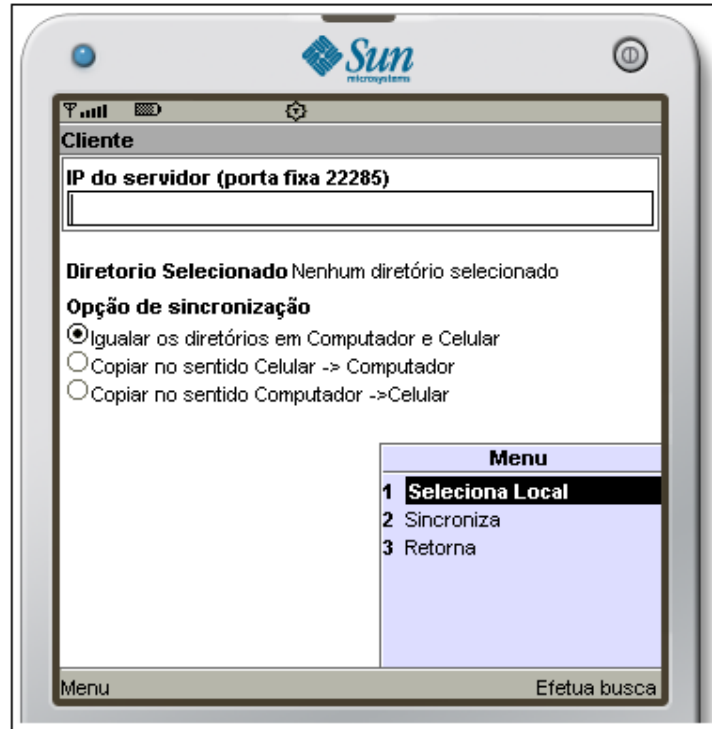 Sun
microsystems
Cliente
IP do servidor (porta fixa 22285)
Diretorio Selecionado Nenhum diretório selecionado
Opção de sincronização
Igualar os diretórios em Computador e Celular
Copiar no sentido Celular -> Computador
Copiar no sentido Computador ->Celular
Menu
1 Seleciona Local
2 Sincroniza
3 Retorna
Menu Efetua busca